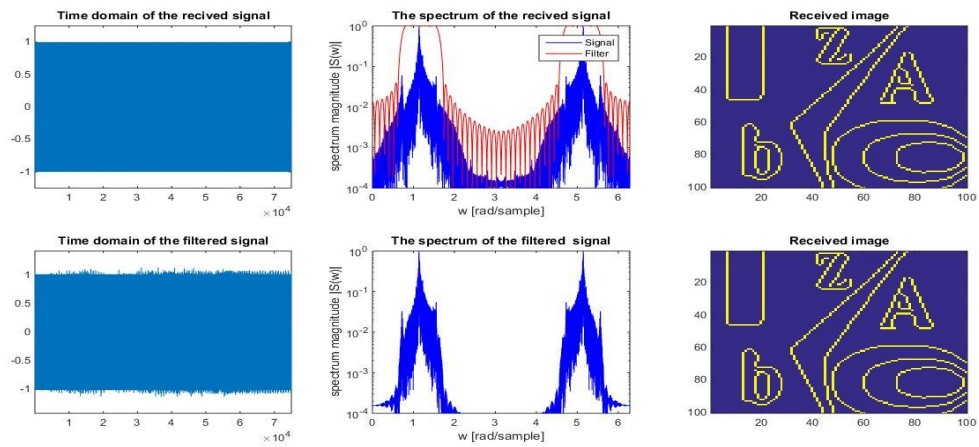 Time domain of the recived signal
1
0.5
0
-0.5
-1
1 2 3 4 5 6 7
× 10^4
The spectrum of the recived signal
spectrum magnitude |S(w)|
10^0
10^-1
10^-2
10^-3
10^-4
Signal
Filter
0 1 2 3 4 5 6
w [rad/sample]
Received image
20
40
60
80
100
20 40 60 80 100
z
A
b
Time domain of the filtered signal
1
0.5
0
-0.5
-1
1 2 3 4 5 6 7
× 10^4
The spectrum of the filtered  signal
spectrum magnitude |S(w)|
10^0
10^-1
10^-2
10^-3
10^-4
0 1 2 3 4 5 6
w [rad/sample]
Received image
20
40
60
80
100
20 40 60 80 100
z
A
b